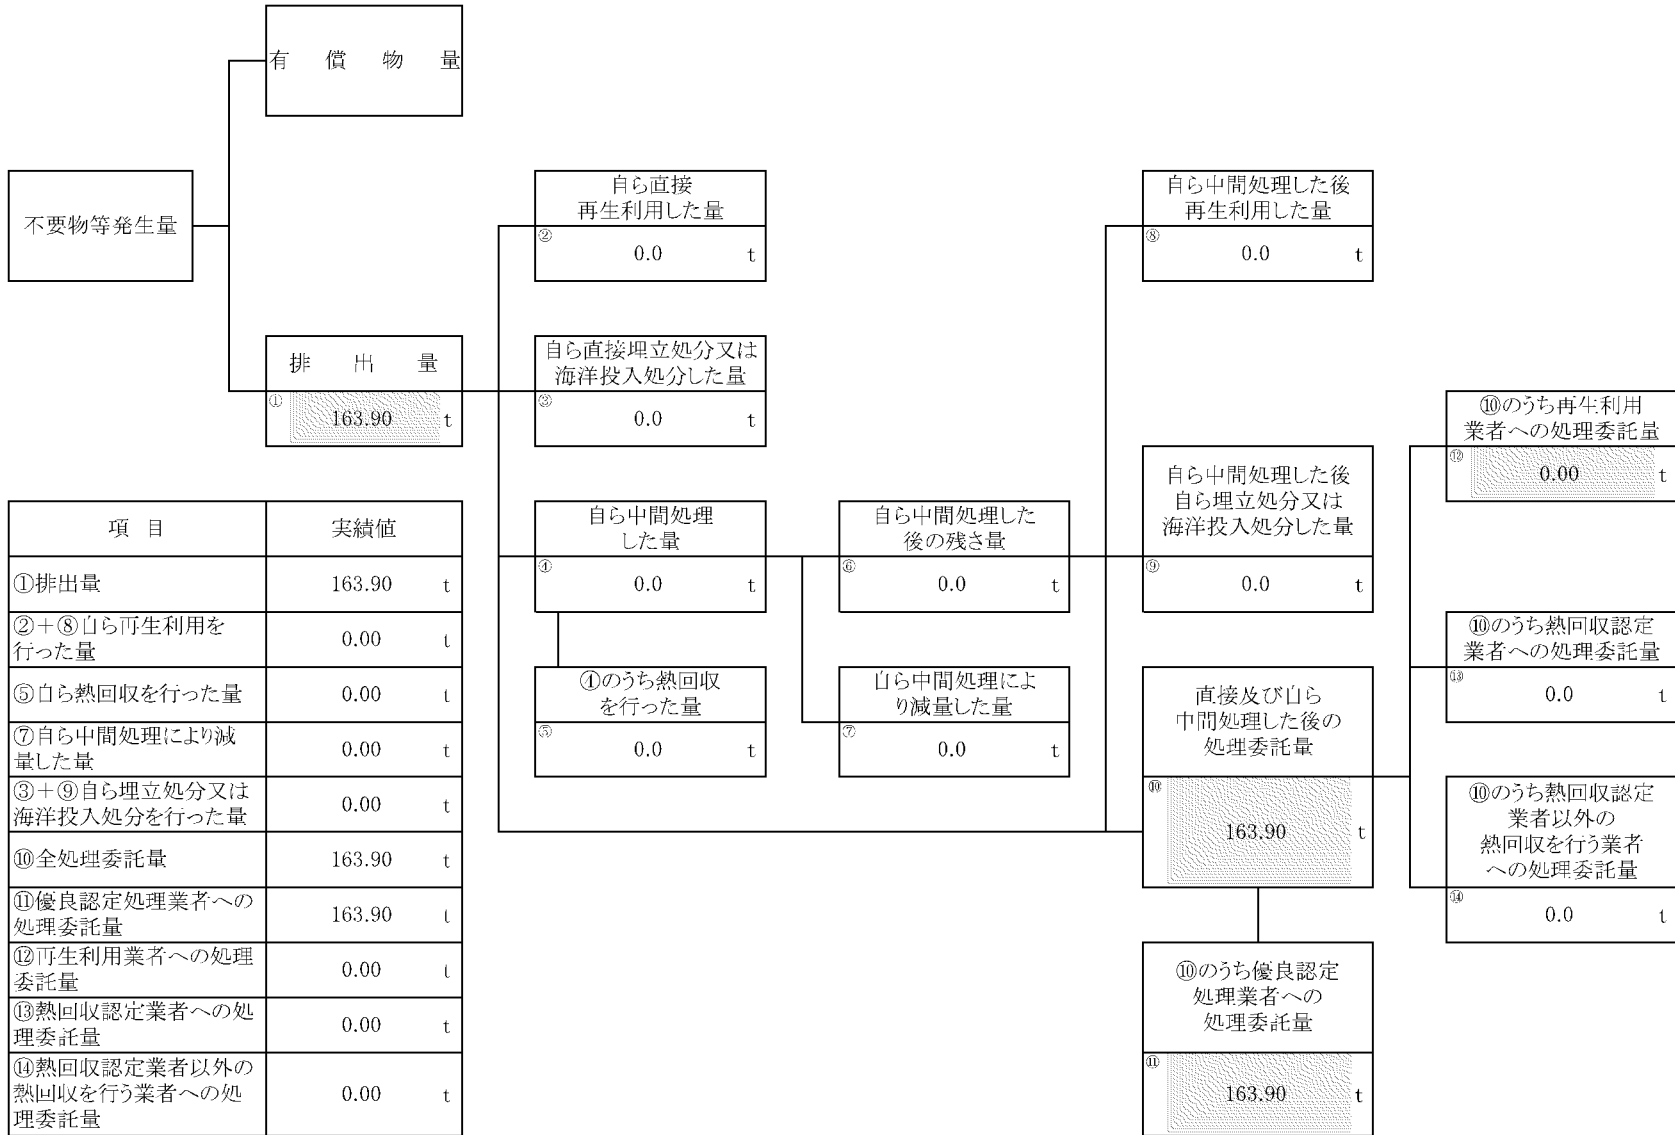 有償物量
不要物等発生量
排出量
① 163.90 t
自ら直接
再生利用した量
② 0.0 t
自ら直接埋立処分又は
海洋投入処分した量
③ 0.0 t
自ら中間処理
した量
④ 0.0 t
④のうち熱回収
を行った量
⑤ 0.0 t
自ら中間処理した
後の残さ量
⑥ 0.0 t
自ら中間処理によ
り減量した量
⑦ 0.0 t
自ら中間処理した後
再生利用した量
⑧ 0.0 t
自ら中間処理した後
自ら埋立処分又は
海洋投入処分した量
⑨ 0.0 t
直接及び自ら
中間処理した後の
処理委託量
⑩ 163.90 t
⑩のうち優良認定
処理業者への
処理委託量
⑪ 163.90 t
⑩のうち再生利用
業者への処理委託量
⑫ 0.00 t
⑩のうち熱回収認定
業者への処理委託量
⑬ 0.0 t
⑩のうち熱回収認定
業者以外の
熱回収を行う業者
への処理委託量
⑭ 0.0 t
項目 実績値
①排出量 163.90 t
②+⑧自ら再生利用を
行った量 0.00 t
⑤自ら熱回収を行った量 0.00 t
⑦自ら中間処理により減
量した量 0.00 t
③+⑨自ら埋立処分又は
海洋投入処分を行った量 0.00 t
⑩全処理委託量 163.90 t
⑪優良認定処理業者への
処理委託量 163.90 t
⑫再生利用業者への処理
委託量 0.00 t
⑬熱回収認定業者への処
理委託量 0.00 t
⑭熱回収認定業者以外の
熱回収を行う業者への処
理委託量 0.00 t